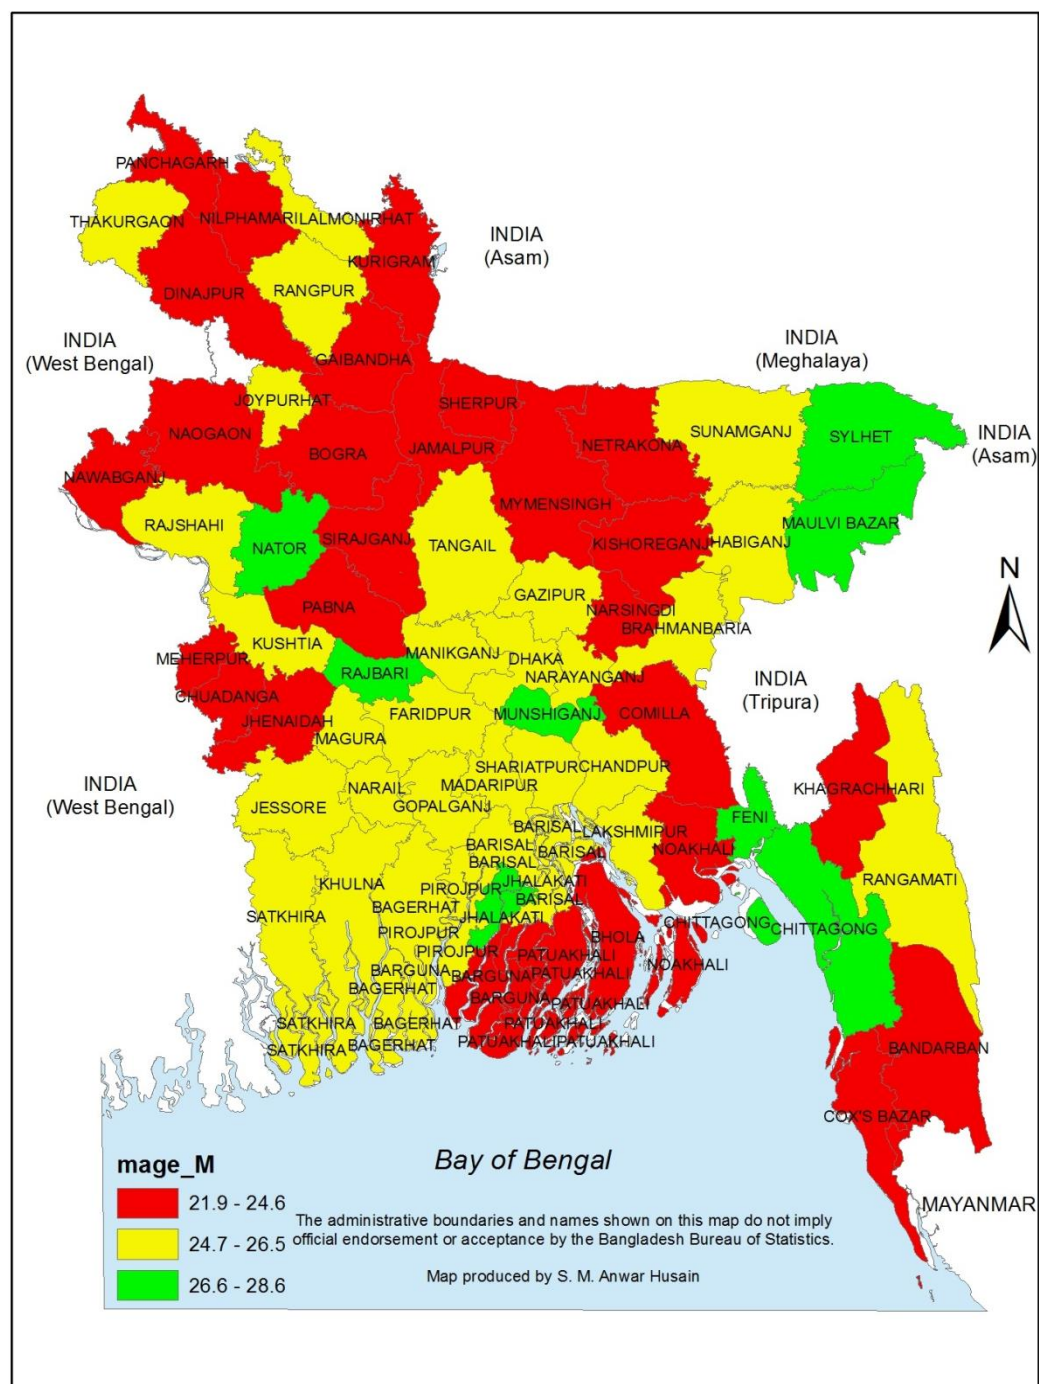 PANCHAGARH
THAKURGAON
NILPHAMARI
LALMONIRHAT
INDIA
(Asam)
KURIGRAM
DINAJPUR
RANGPUR
INDIA
(West Bengal)
GAIBANDHA
INDIA
(Meghalaya)
JOYPURHAT
SHERPUR
NAOGAON
BOGRA
JAMALPUR
NETRAKONA
SUNAMGANJ
SYLHET
INDIA
(Asam)
NAWABGANJ
RAJSHAHI
NATOR
SIRAJGANJ
TANGAIL
MYMENSINGH
KISHOREGANJ
HABIGANJ
MAULVI BAZAR
N
PABNA
GAZIPUR
NARSINGDI
BRAHMANBARIA
KUSHTIA
MEHERPUR
RAJBARI
MANIKGANJ
DHAKA
NARAYANGANJ
INDIA
(Tripura)
CHUADANGA
JHENAIDAH
FARIDPUR
MUNSHIGANJ
COMILLA
MAGURA
SHARIATPUR
CHANDPUR
INDIA
(West Bengal)
JESSORE
NARAIL
MADARIPUR
GOPALGANJ
KHAGRACHHARI
FENI
BARISAL
LAKSHMIPUR
BARISAL
BARISAL
NOAKHALI
BARISAL
KHULNA
PIROJPUR
JHALAKATI
RANGAMATI
BAGERHAT
BARISAL
SATKHIRA
JHALAKATI
CHITTAGONG
CHITTAGONG
PIROJPUR
BHOLA
PIROJPUR
PATUAKHALI
NOAKHALI
BARGUNA
BARGUNA
PATUAKHALI
BAGERHAT
BARGUNA
PATUAKHALI
SATKHIRA
BAGERHAT
PATUAKHALI
SATKHIRA
BAGERHAT
PATUAKHALI
PATUAKHALI
BANDARBAN
COX'S BAZAR
Bay of Bengal
MAYANMAR
mage_M
21.9 - 24.6
24.7 - 26.5
26.6 - 28.6
The administrative boundaries and names shown on this map do not imply
official endorsement or acceptance by the Bangladesh Bureau of Statistics.
Map produced by S. M. Anwar Husain